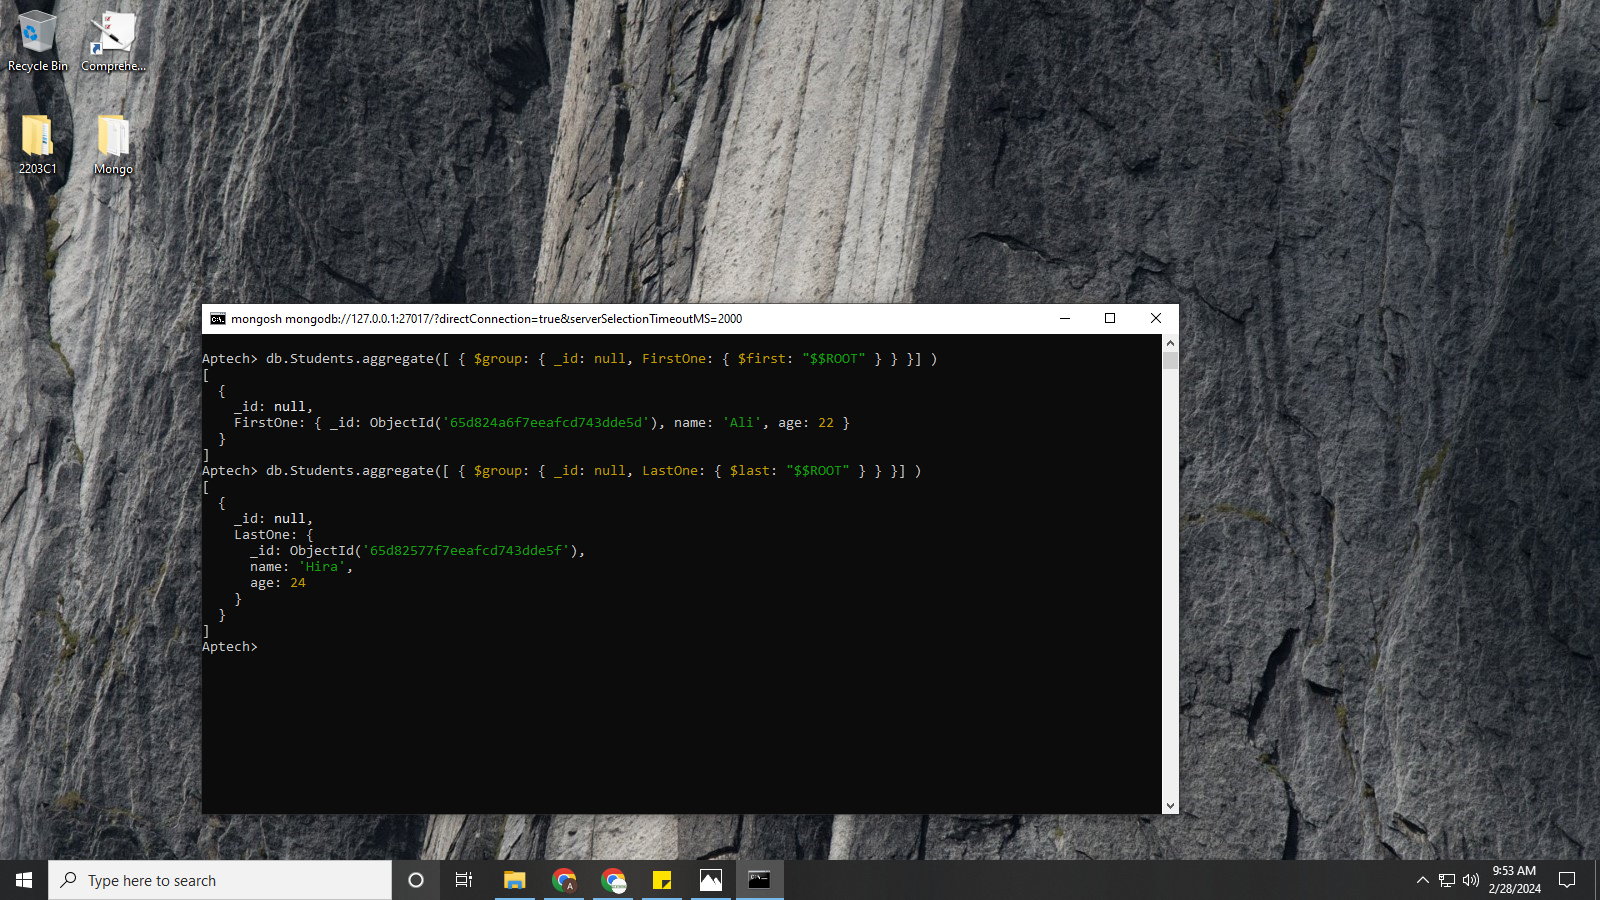 Recycle Bin
Comprehe...
2203C1
Mongo
mongosh mongodb://127.0.0.1:27017/?directConnection=true&serverSelectionTimeoutMS=2000
Aptech> db.Students.aggregate([ { $group: { _id: null, FirstOne: { $first: "$$ROOT" } } }] )
[
  {
    _id: null,
    FirstOne: { _id: ObjectId('65d824a6f7eeafcd743dde5d'), name: 'Ali', age: 22 }
  }
]
Aptech> db.Students.aggregate([ { $group: { _id: null, LastOne: { $last: "$$ROOT" } } }] )
[
  {
    _id: null,
    LastOne: {
      _id: ObjectId('65d82577f7eeafcd743dde5f'),
      name: 'Hira',
      age: 24
    }
  }
]
Aptech>
Type here to search
A
9:53 AM
2/28/2024